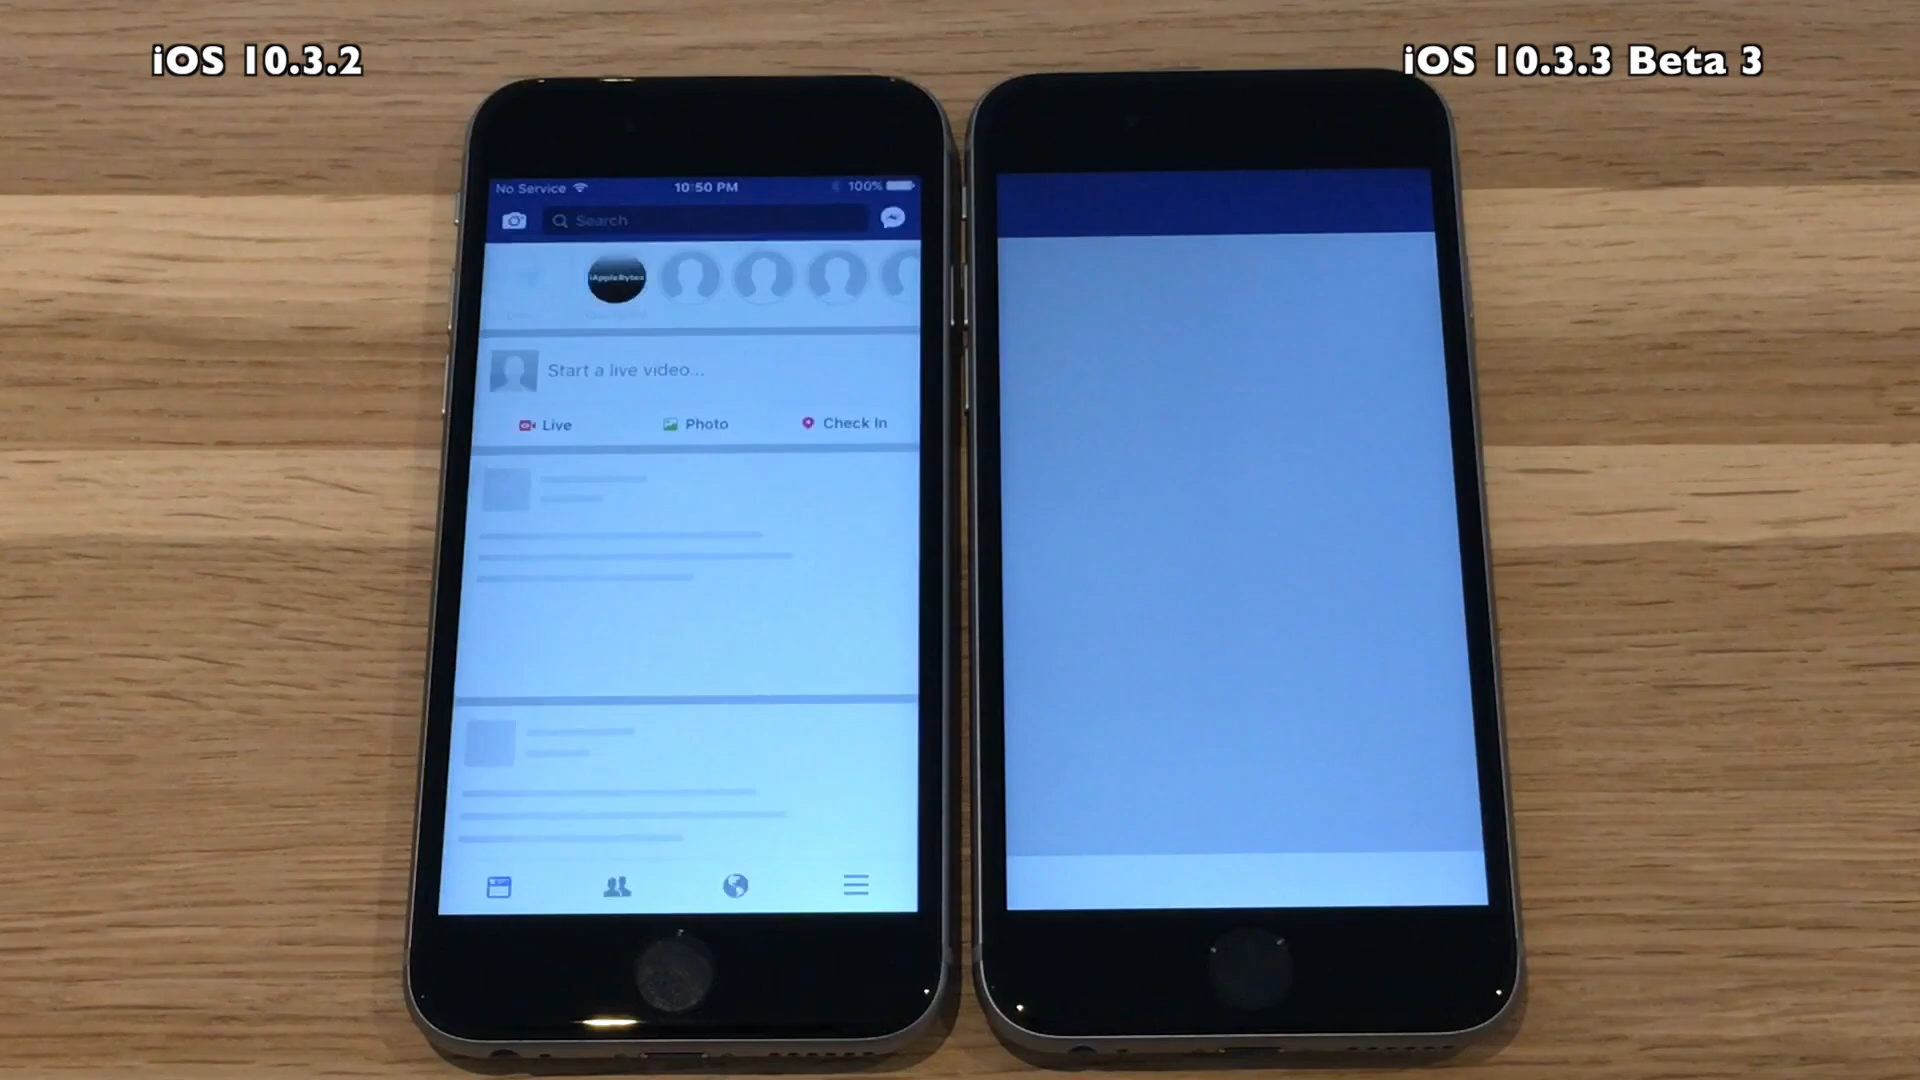 iOS 10.3.2
iOS 10.3.3 Beta 3
No Service 10:50 PM 100%
Search
iAppleBytes
Start a live video...
Live Photo Check In